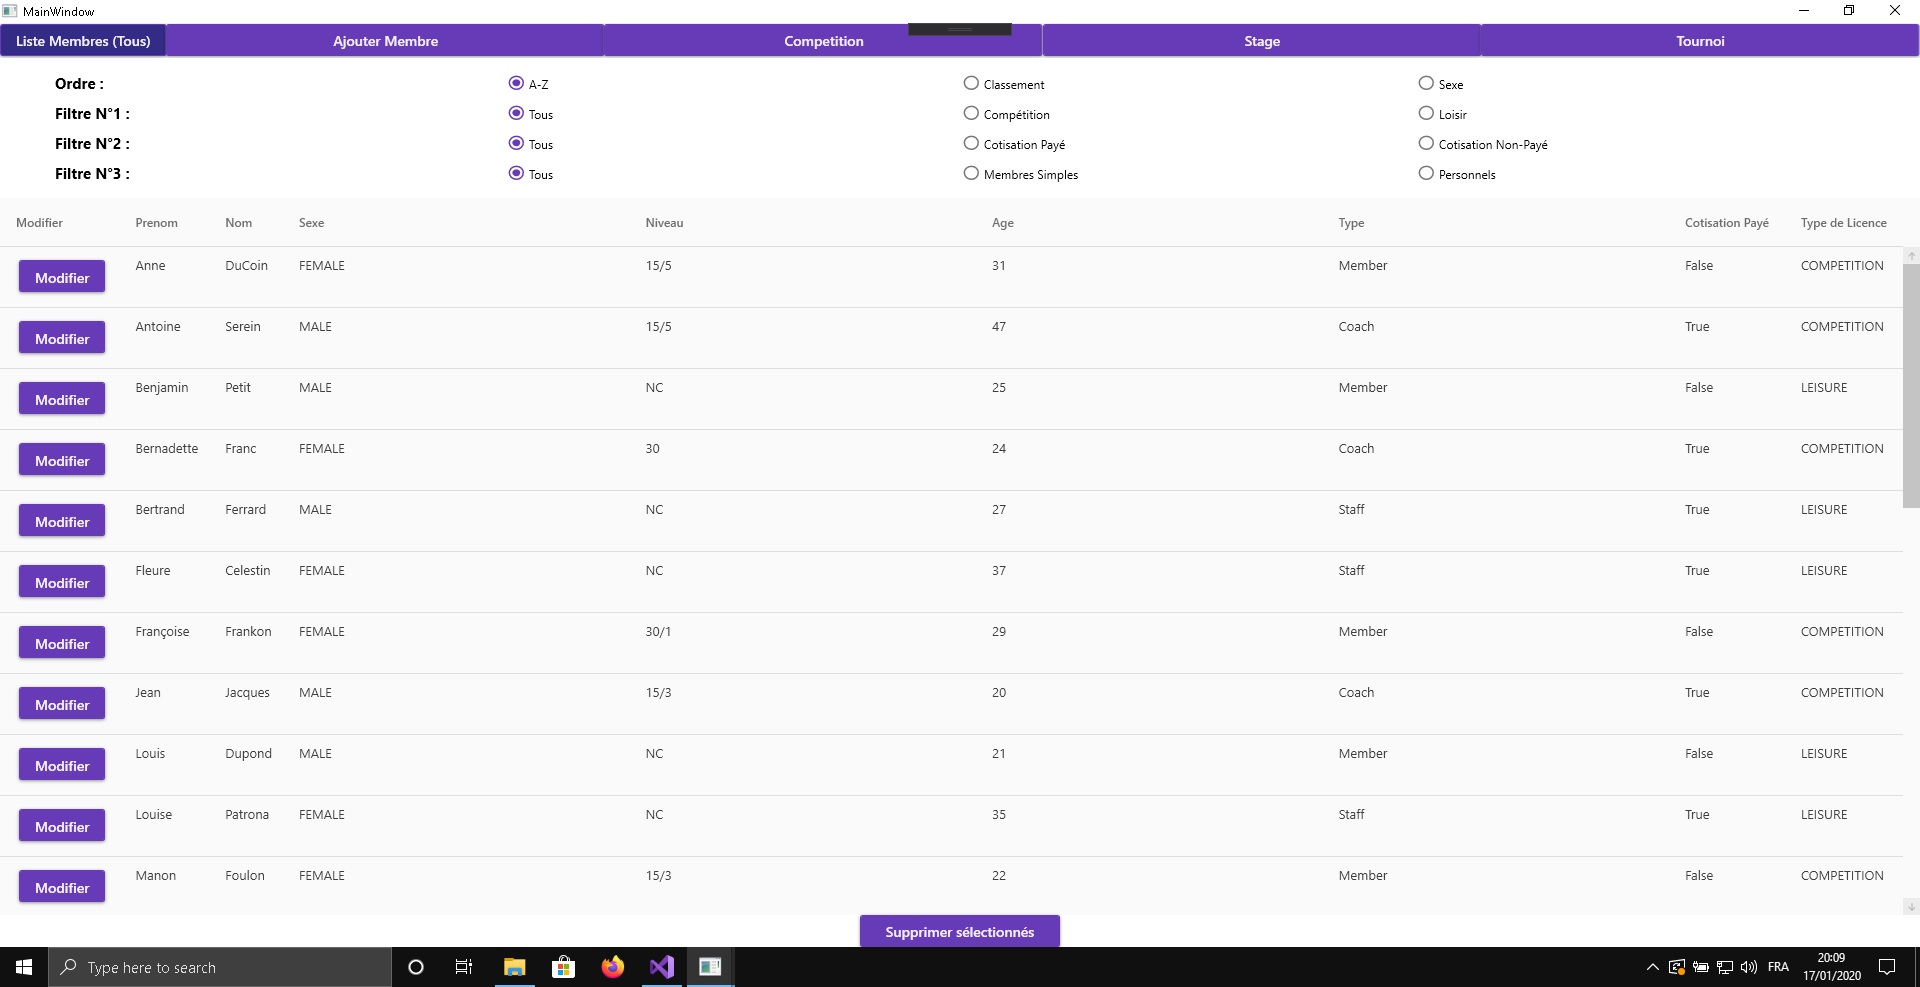 MainWindow
Liste Membres (Tous) Ajouter Membre Competition Stage Tournoi
Ordre : A-Z Classement Sexe
Filtre N°1 : Tous Compétition Loisir
Filtre N°2 : Tous Cotisation Payé Cotisation Non-Payé
Filtre N°3 : Tous Membres Simples Personnels
Modifier Prenom Nom Sexe Niveau Age Type Cotisation Payé Type de Licence
Modifier Anne DuCoin FEMALE 15/5 31 Member False COMPETITION
Modifier Antoine Serein MALE 15/5 47 Coach True COMPETITION
Modifier Benjamin Petit MALE NC 25 Member False LEISURE
Modifier Bernadette Franc FEMALE 30 24 Coach True COMPETITION
Modifier Bertrand Ferrard MALE NC 27 Staff True LEISURE
Modifier Fleure Celestin FEMALE NC 37 Staff True LEISURE
Modifier Françoise Frankon FEMALE 30/1 29 Member False COMPETITION
Modifier Jean Jacques MALE 15/3 20 Coach True COMPETITION
Modifier Louis Dupond MALE NC 21 Member False LEISURE
Modifier Louise Patrona FEMALE NC 35 Staff True LEISURE
Modifier Manon Foulon FEMALE 15/3 22 Member False COMPETITION
Supprimer sélectionnés
Type here to search FRA 20:09
17/01/2020